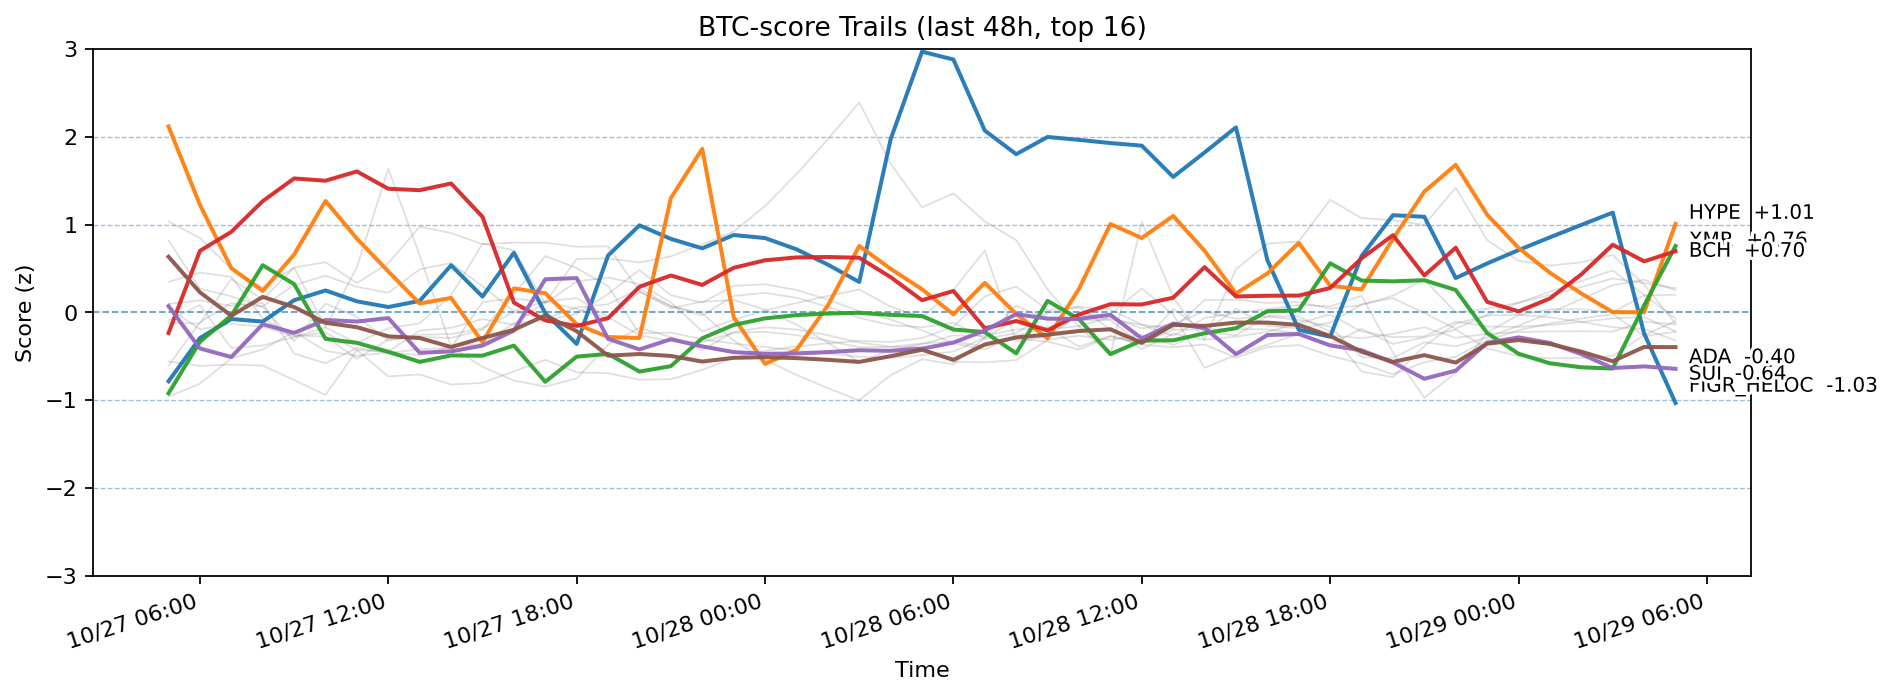 BTC-score Trails (last 48h, top 16)
Score (z)
3
2
1
0
−1
−2
−3
HYPE +1.01
XMR +0.76
BCH +0.70
ADA -0.40
SUI -0.64
FIGR_HELOC -1.03
10/27 06:00
10/27 12:00
10/27 18:00
10/28 00:00
10/28 06:00
10/28 12:00
10/28 18:00
10/29 00:00
10/29 06:00
Time